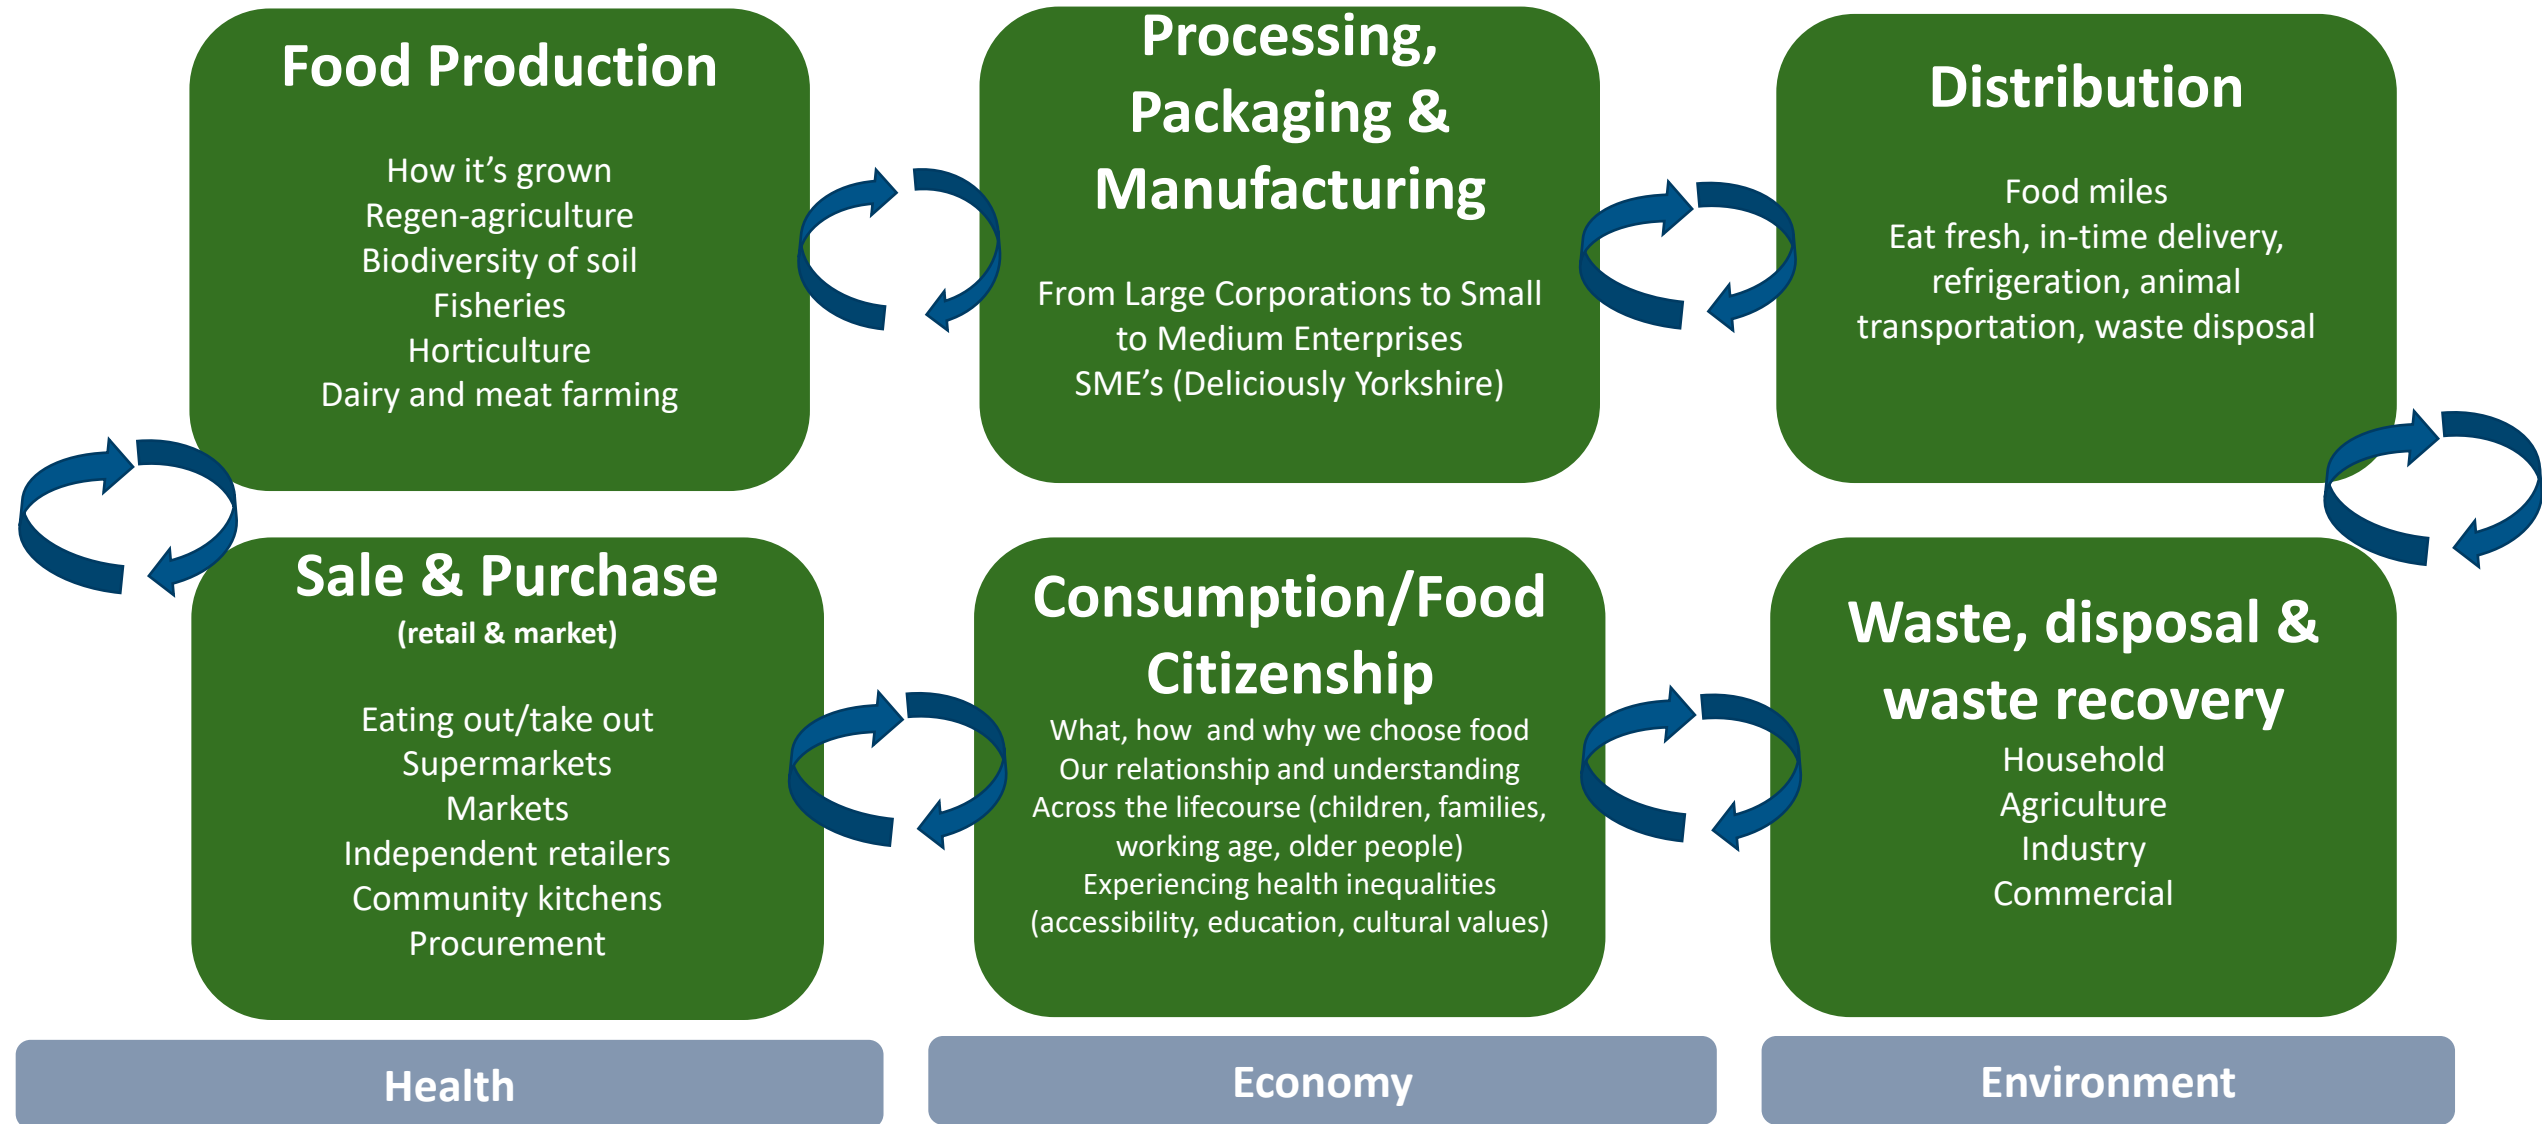 Food Production
How it’s grown
Regen-agriculture
Biodiversity of soil
Fisheries
Horticulture
Dairy and meat farming
Processing,
Packaging &
Manufacturing
From Large Corporations to Small
to Medium Enterprises
SME’s (Deliciously Yorkshire)
Distribution
Food miles
Eat fresh, in-time delivery,
refrigeration, animal
transportation, waste disposal
Sale & Purchase
(retail & market)
Eating out/take out
Supermarkets
Markets
Independent retailers
Community kitchens
Procurement
Consumption/Food
Citizenship
What, how  and why we choose food
Our relationship and understanding
Across the lifecourse (children, families,
working age, older people)
Experiencing health inequalities
(accessibility, education, cultural values)
Waste, disposal &
waste recovery
Household
Agriculture
Industry
Commercial
Health
Economy
Environment